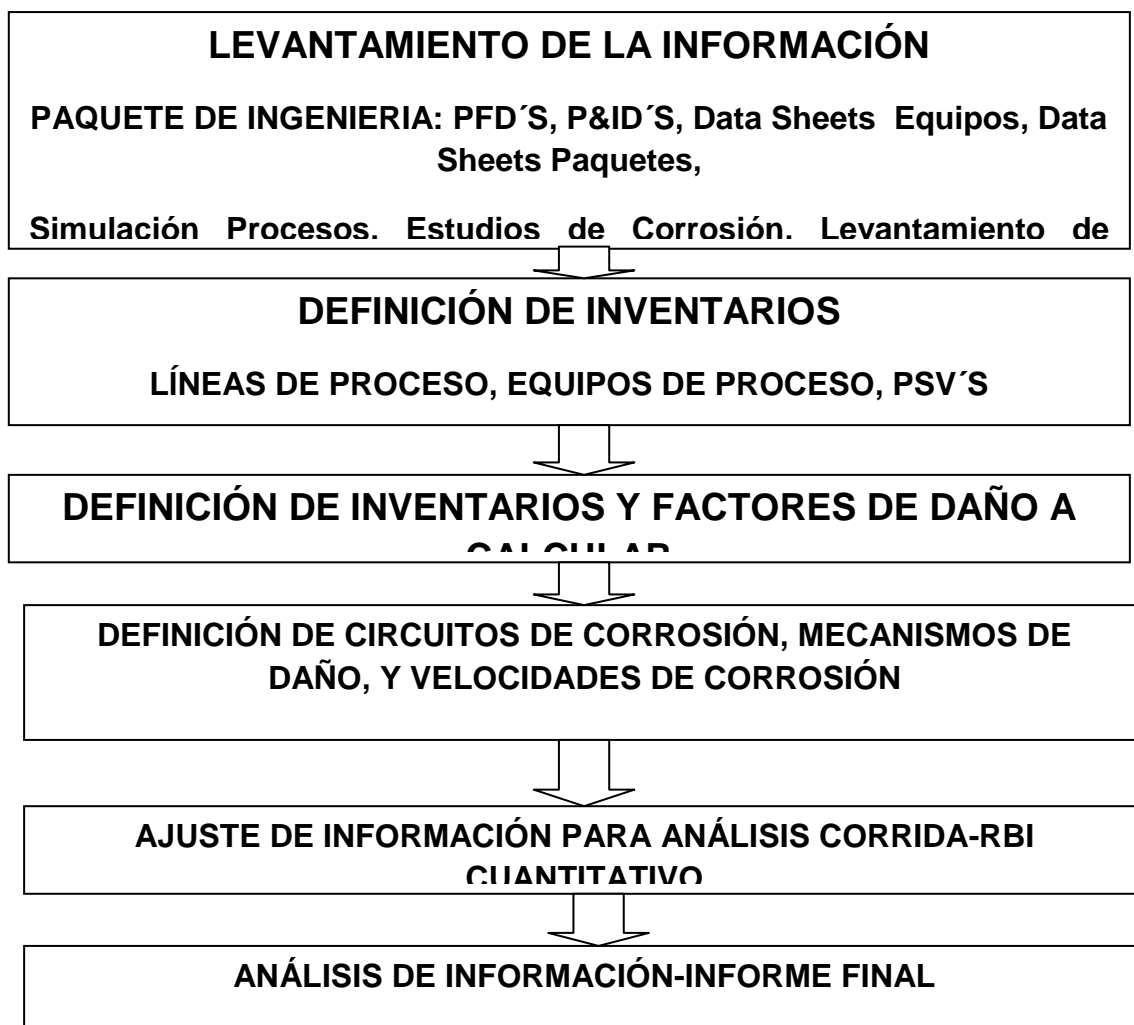 LEVANTAMIENTO DE LA INFORMACIÓN
PAQUETE DE INGENIERIA: PFD´S, P&ID´S, Data Sheets Equipos, Data
Sheets Paquetes,
Simulación Procesos. Estudios de Corrosión. Levantamiento de
DEFINICIÓN DE INVENTARIOS
LÍNEAS DE PROCESO, EQUIPOS DE PROCESO, PSV´S
DEFINICIÓN DE INVENTARIOS Y FACTORES DE DAÑO A
CALCULAR
DEFINICIÓN DE CIRCUITOS DE CORROSIÓN, MECANISMOS DE
DAÑO, Y VELOCIDADES DE CORROSIÓN
AJUSTE DE INFORMACIÓN PARA ANÁLISIS CORRIDA-RBI
CUANTITATIVO
ANÁLISIS DE INFORMACIÓN-INFORME FINAL